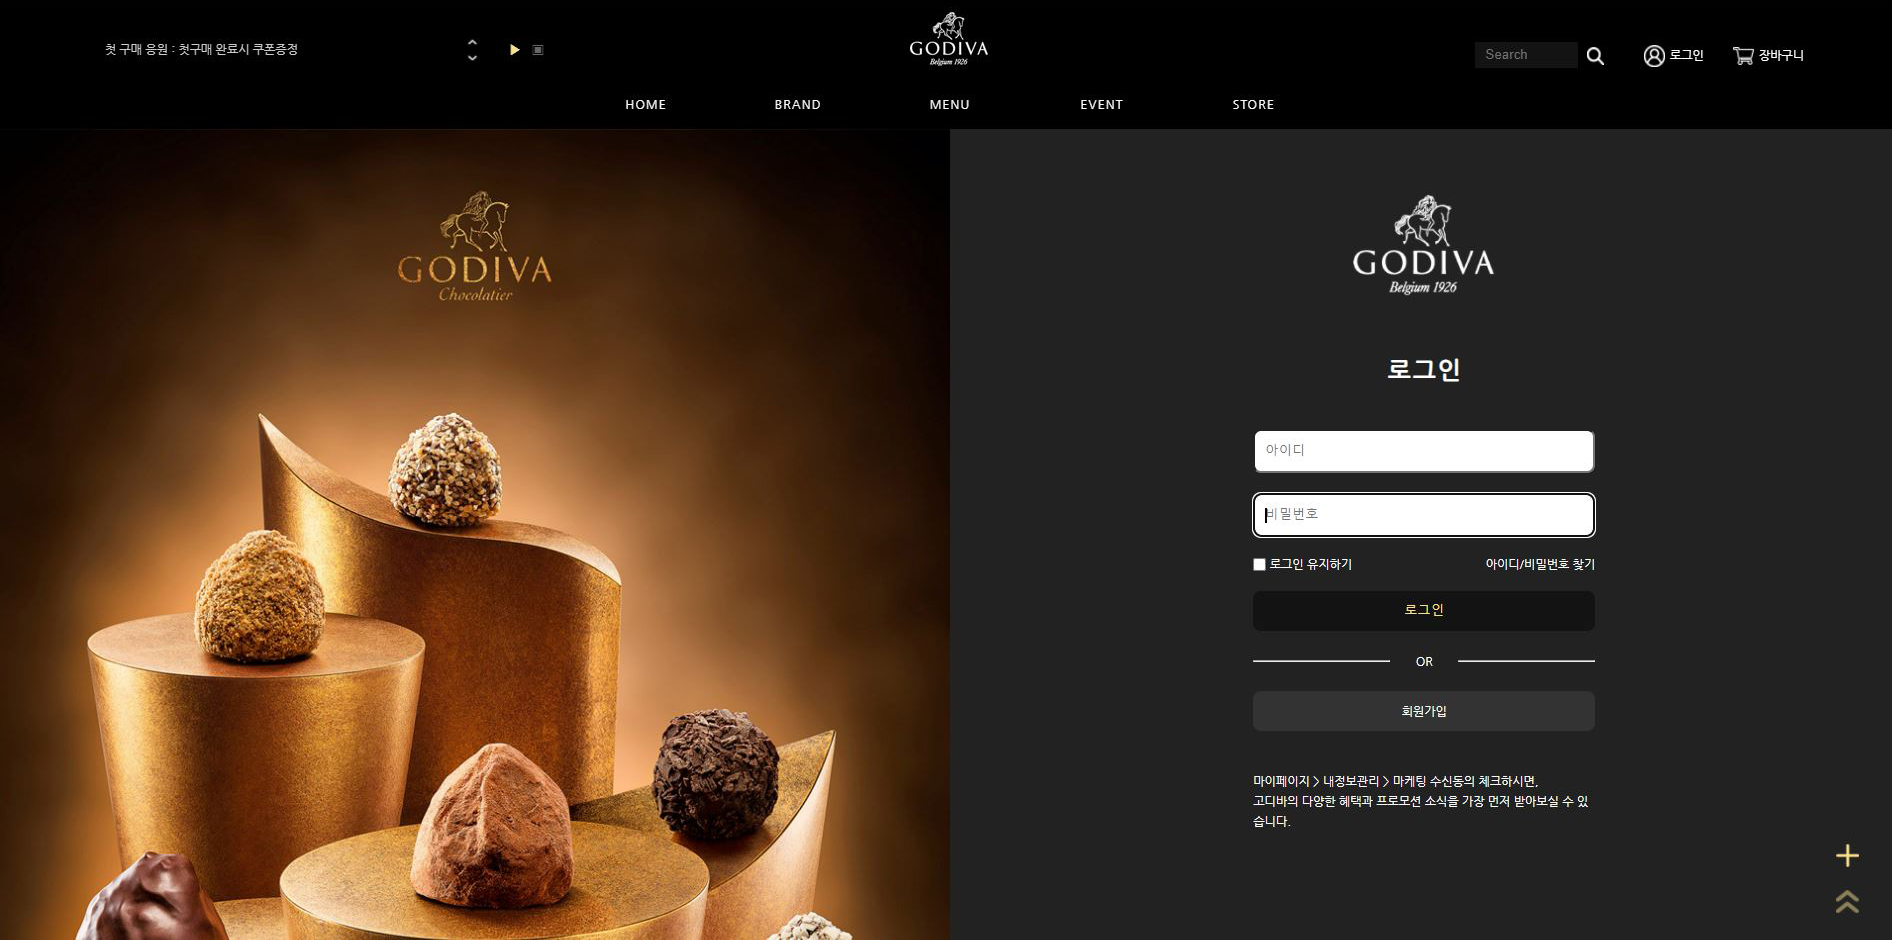 첫 구매 응원 : 첫구매 완료시 쿠폰증정
GODIVA
Belgium 1926
Search
로그인
장바구니
HOME
BRAND
MENU
EVENT
STORE
GODIVA
Chocolatier
GODIVA
Belgium 1926
로그인
아이디
비밀번호
로그인 유지하기
아이디/비밀번호 찾기
로그인
OR
회원가입
마이페이지 > 내정보관리 > 마케팅 수신동의 체크하시면,
고디바의 다양한 혜택과 프로모션 소식을 가장 먼저 받아보실 수 있
습니다.